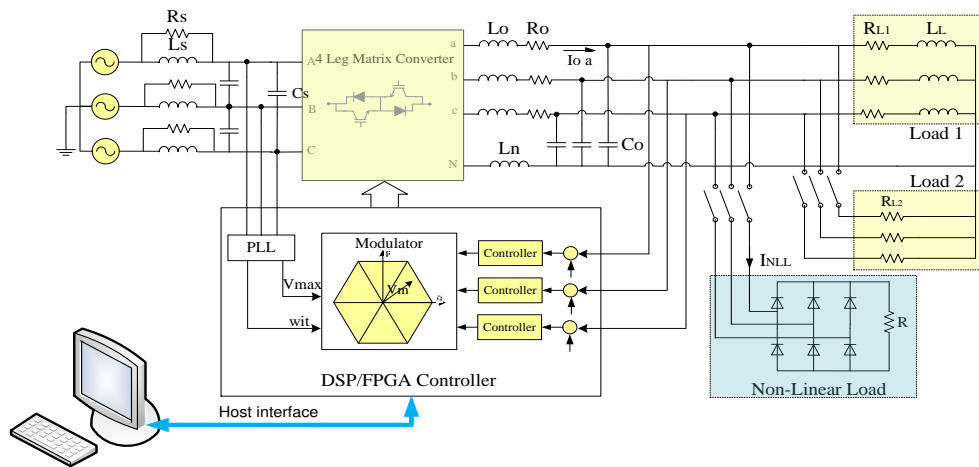 Rs
Ls
Cs
A
B
C
4 Leg Matrix Converter
a
b
c
N
Lo
Ro
Io a
Ln
Co
RL1
LL
Load 1
Load 2
RL2
PLL
Vmax
wit
Modulator
Vm
Controller
Controller
Controller
DSP/FPGA Controller
INLL
R
Non-Linear Load
Host interface